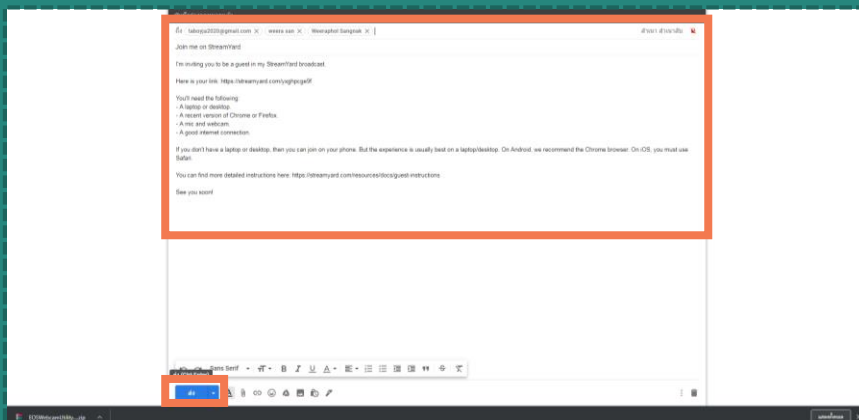 ถึง taboyja2020@gmail.com × weera san × Weeraphol Sangnak × สำเนา สำเนาลับ
Join me on StreamYard
I'm inviting you to be a guest in my StreamYard broadcast.
Here is your link:
You'll need the following:
- A laptop or desktop.
- A recent version of Chrome or Firefox.
- A mic and webcam.
- A good internet connection.
If you don't have a laptop or desktop, then you can join on your phone. But the experience is usually best on a laptop/desktop. On Android, we recommend the Chrome browser. On iOS, you must use
Safari.
You can find more detailed instructions here: https://streamyard.com/resources/docs/guest-instructions
See you soon!
Sans Serif
ส่ง
EOSWebcamUtility...zip